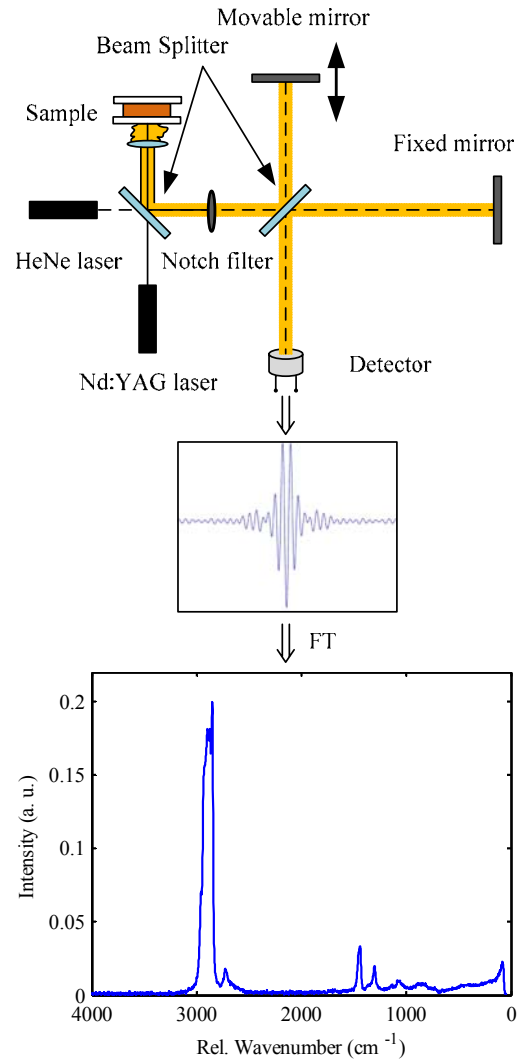 Movable mirror
Beam Splitter
Sample
Fixed mirror
HeNe laser
Notch filter
Nd:YAG laser
Detector
FT
0.2
0.15
0.1
0.05
0
Intensity (a. u.)
4000 3000 2000 1000 0
Rel. Wavenumber (cm -1)